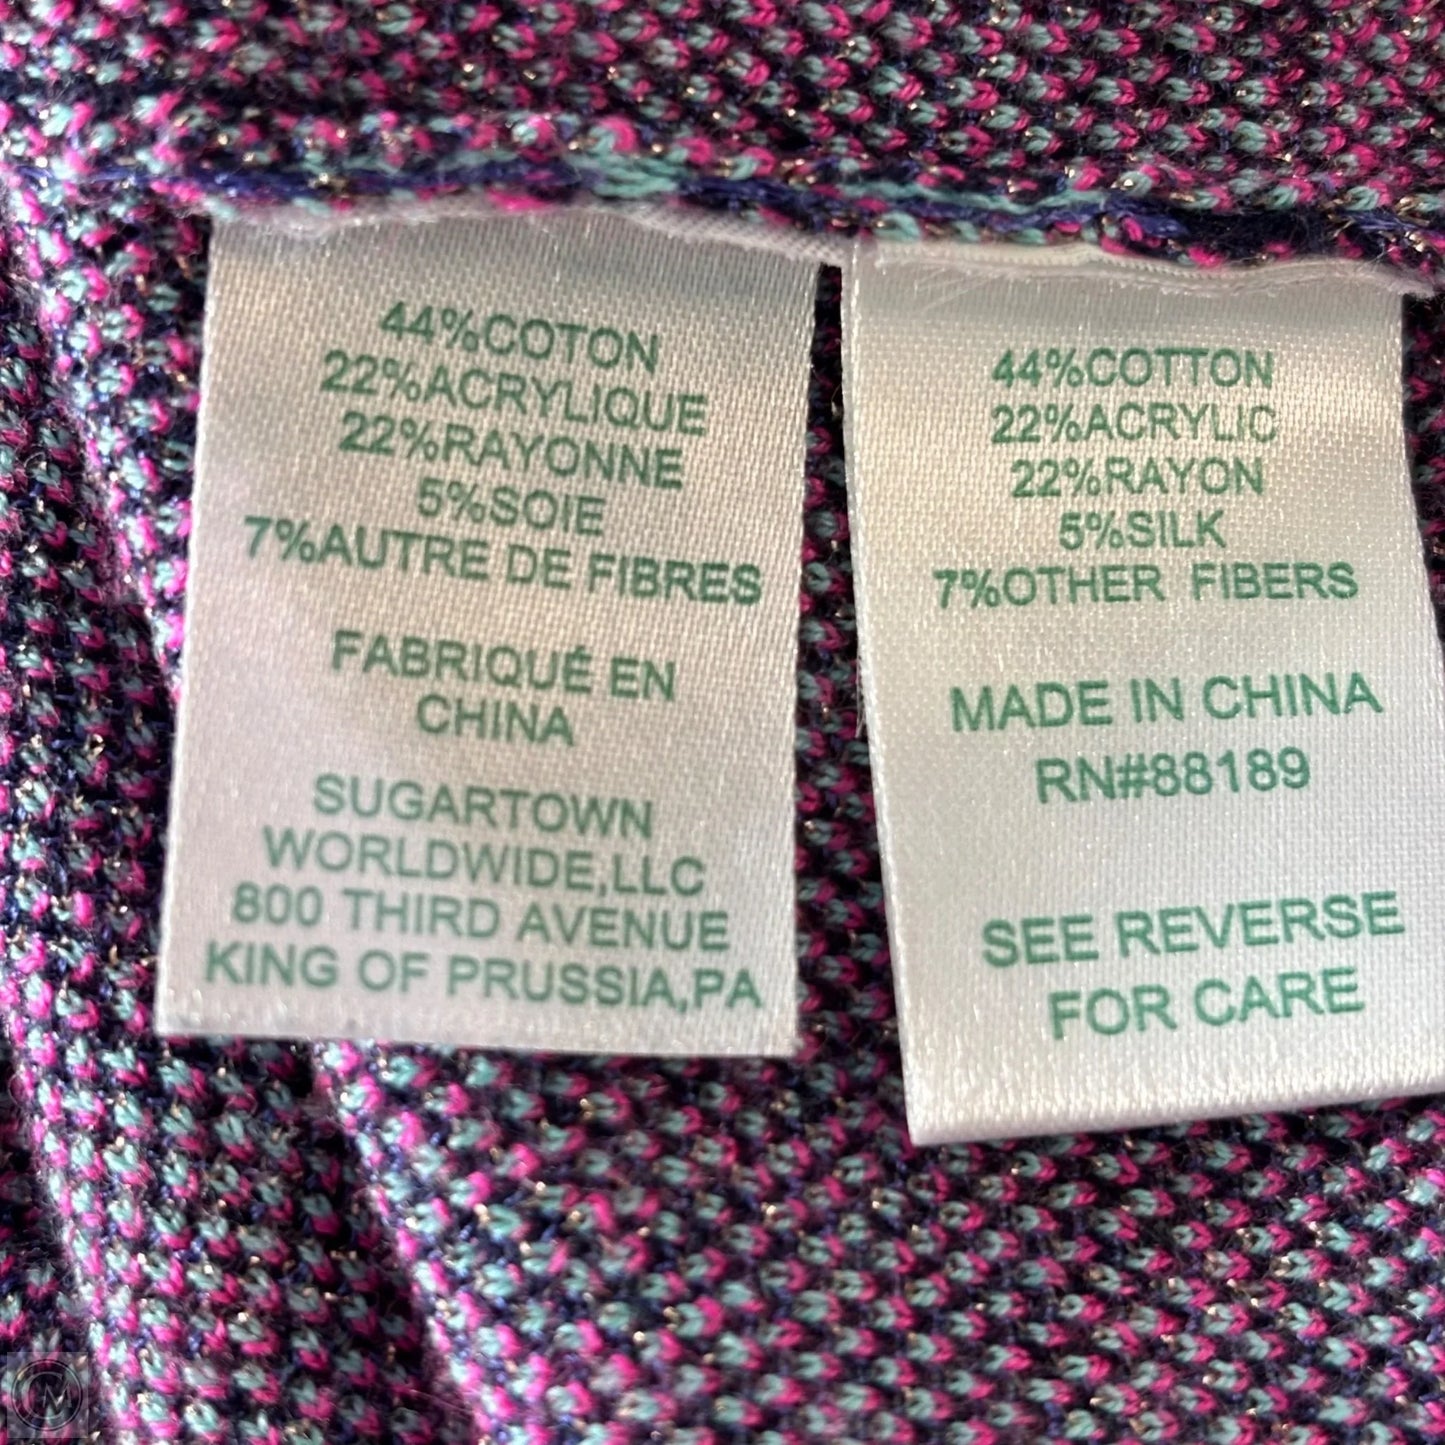 44%COTON
22%ACRYLIQUE
22%RAYONNE
5%SOIE
7%AUTRE DE FIBRES
FABRIQUÉ EN
CHINA
SUGARTOWN
WORLDWIDE,LLC
800 THIRD AVENUE
KING OF PRUSSIA,PA
44%COTTON
22%ACRYLIC
22%RAYON
5%SILK
7%OTHER FIBERS
MADE IN CHINA
RN#88189
SEE REVERSE
FOR CARE